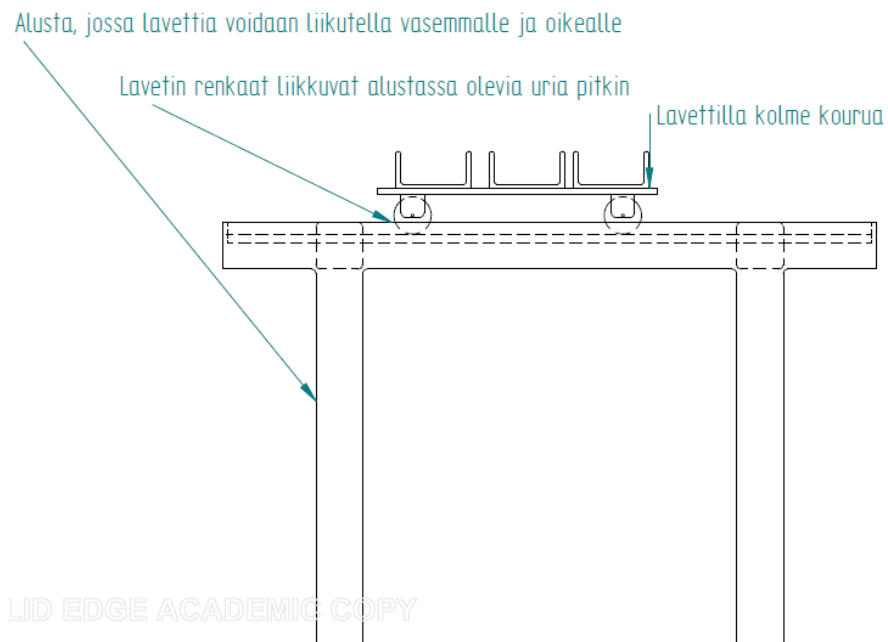 Alusta, jossa lavettia voidaan liikutella vasemmalle ja oikealle
Lavetin renkaat liikkuvat alustassa olevia uria pitkin
Lavettilla kolme kourua
LID EDGE ACADEMIC COPY